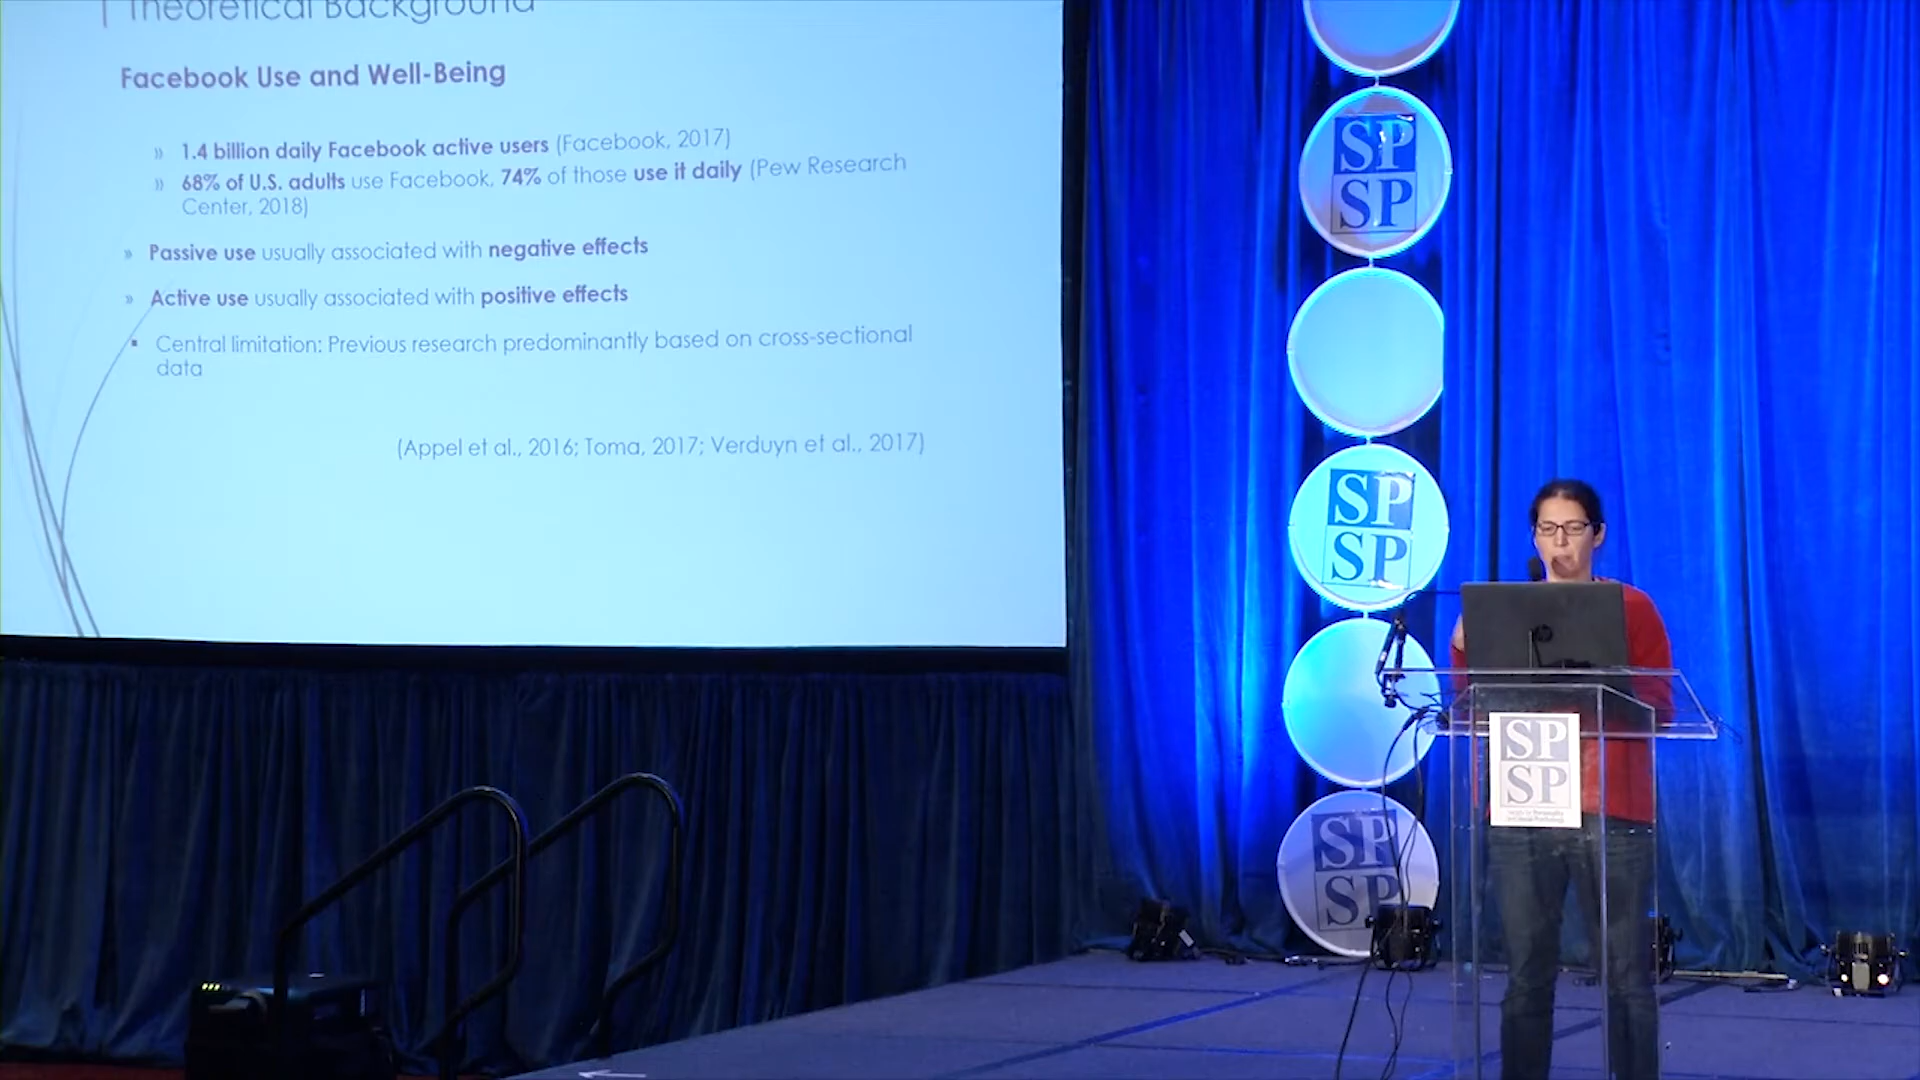 Theoretical Background
Facebook Use and Well-Being
» 1.4 billion daily Facebook active users (Facebook, 2017)
» 68% of U.S. adults use Facebook, 74% of those use it daily (Pew Research
Center, 2018)
» Passive use usually associated with negative effects
» Active use usually associated with positive effects
▪ Central limitation: Previous research predominantly based on cross-sectional
data
(Appel et al., 2016; Toma, 2017; Verduyn et al., 2017)
SP
SP
SP
SP
SP
SP
SP
SP